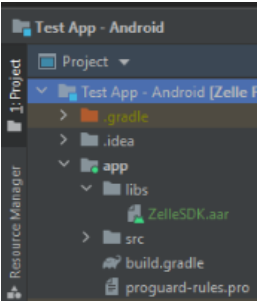 Test App - Android
Project
1: Project
Test App - Android [Zelle
.gradle
.idea
app
libs
ZelleSDK.aar
src
build.gradle
proguard-rules.pro
Resource Manager